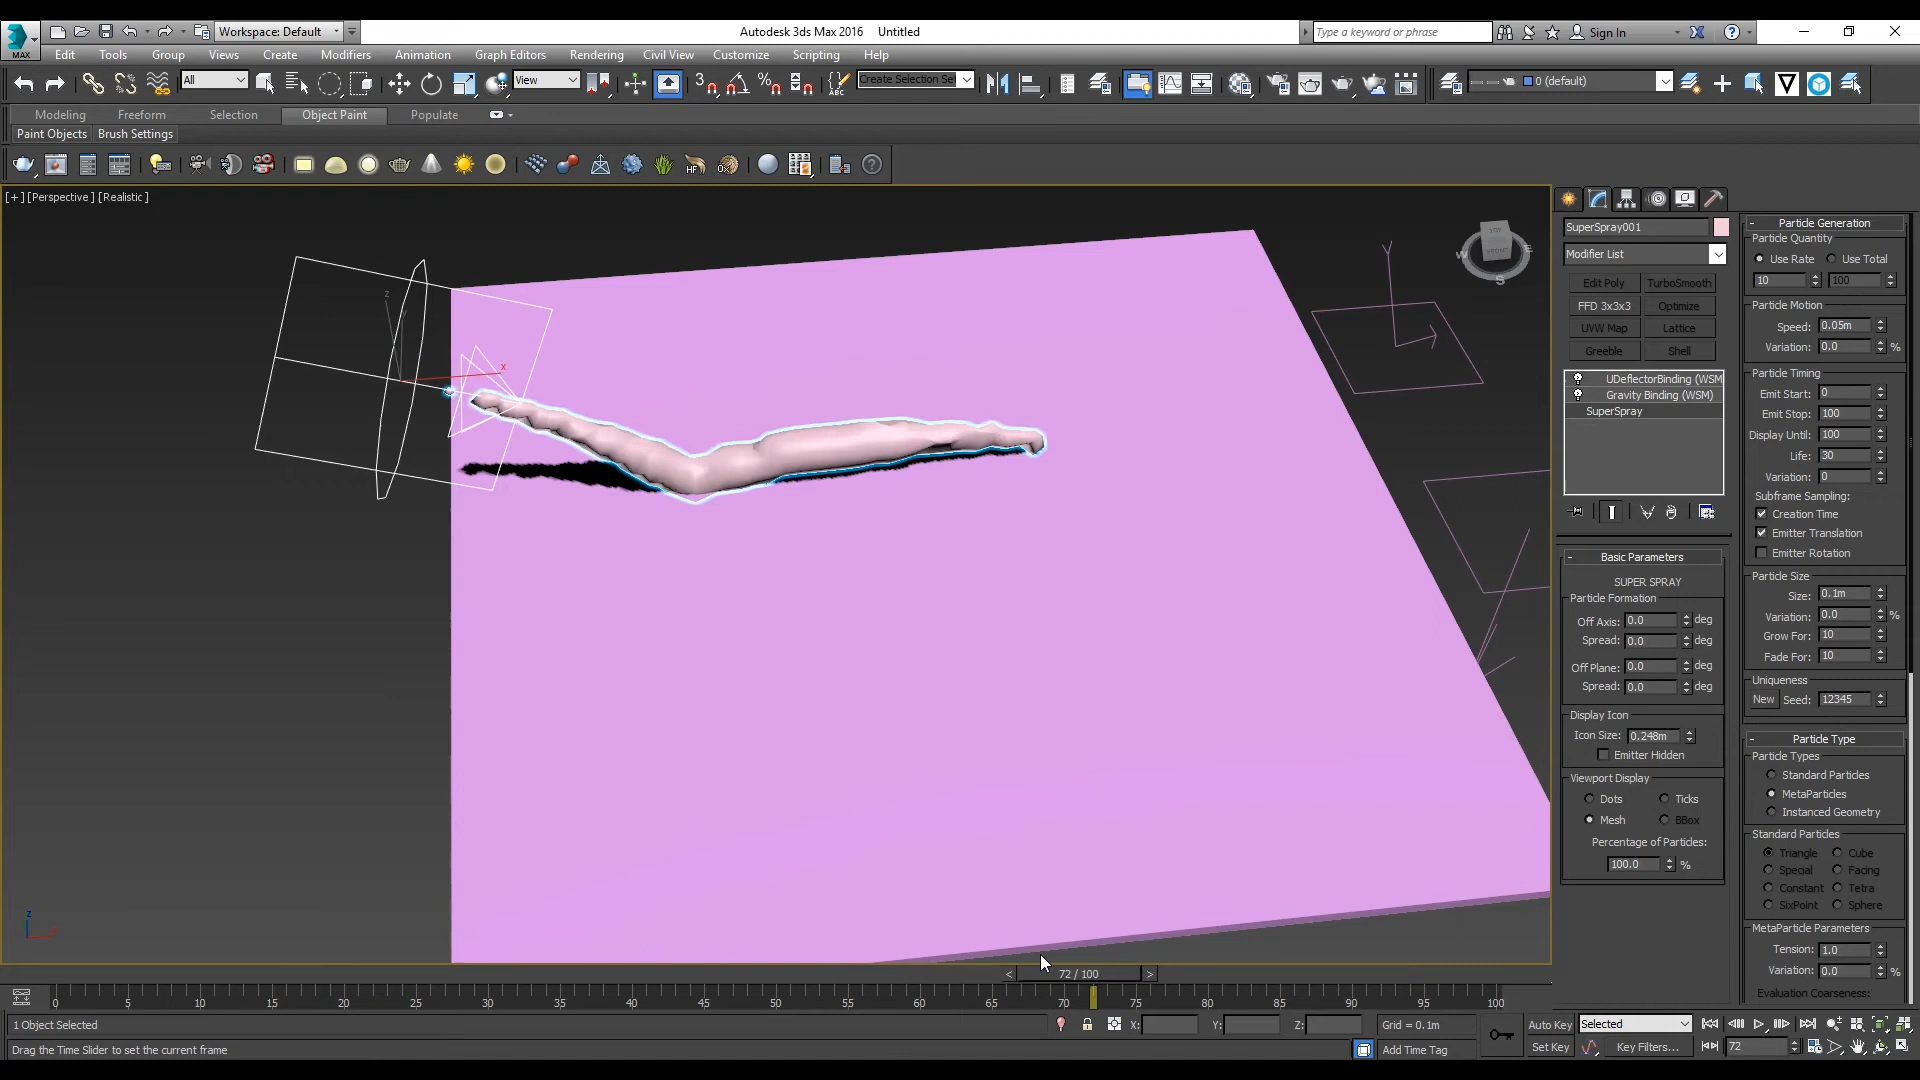 Workspace: Default
Autodesk 3ds Max 2016 Untitled
Type a keyword or phrase
Sign In
MAX
Edit Tools Group Views Create Modifiers Animation Graph Editors Rendering Civil View Customize Scripting Help
All
View
3
%
ABC
Create Selection Sel
0 (default)
Modeling Freeform Selection Object Paint Populate
Paint Objects Brush Settings
HF
[+] [Perspective] [Realistic]
TOP
FRONT
W
E
S
Y
z
x
z
SuperSpray001
Modifier List
Edit Poly TurboSmooth
FFD 3x3x3 Optimize
UVW Map Lattice
Greeble Shell
UDeflectorBinding (WSM
Gravity Binding (WSM)
SuperSpray
- Basic Parameters
SUPER SPRAY
Particle Formation
Off Axis: 0.0 deg
Spread: 0.0 deg
Off Plane: 0.0 deg
Spread: 0.0 deg
Display Icon
Icon Size: 0.248m
Emitter Hidden
Viewport Display
Dots Ticks
Mesh BBox
Percentage of Particles:
100.0 %
- Particle Generation
Particle Quantity
Use Rate Use Total
10 100
Particle Motion
Speed: 0.05m
Variation: 0.0 %
Particle Timing
Emit Start: 0
Emit Stop: 100
Display Until: 100
Life: 30
Variation: 0
Subframe Sampling:
Creation Time
Emitter Translation
Emitter Rotation
Particle Size
Size: 0.1m
Variation: 0.0 %
Grow For: 10
Fade For: 10
Uniqueness
New Seed: 12345
- Particle Type
Particle Types
Standard Particles
MetaParticles
Instanced Geometry
Standard Particles
Triangle Cube
Special Facing
Constant Tetra
SixPoint Sphere
MetaParticle Parameters
Tension: 1.0
Variation: 0.0 %
Evaluation Coarseness:
< 72 / 100 >
0 5 10 15 20 25 30 35 40 45 50 55 60 65 70 75 80 85 90 95 100
1 Object Selected
X: Y: Z: Grid = 0.1m
Auto Key Selected
Drag the Time Slider to set the current frame
Add Time Tag
Set Key Key Filters... 72